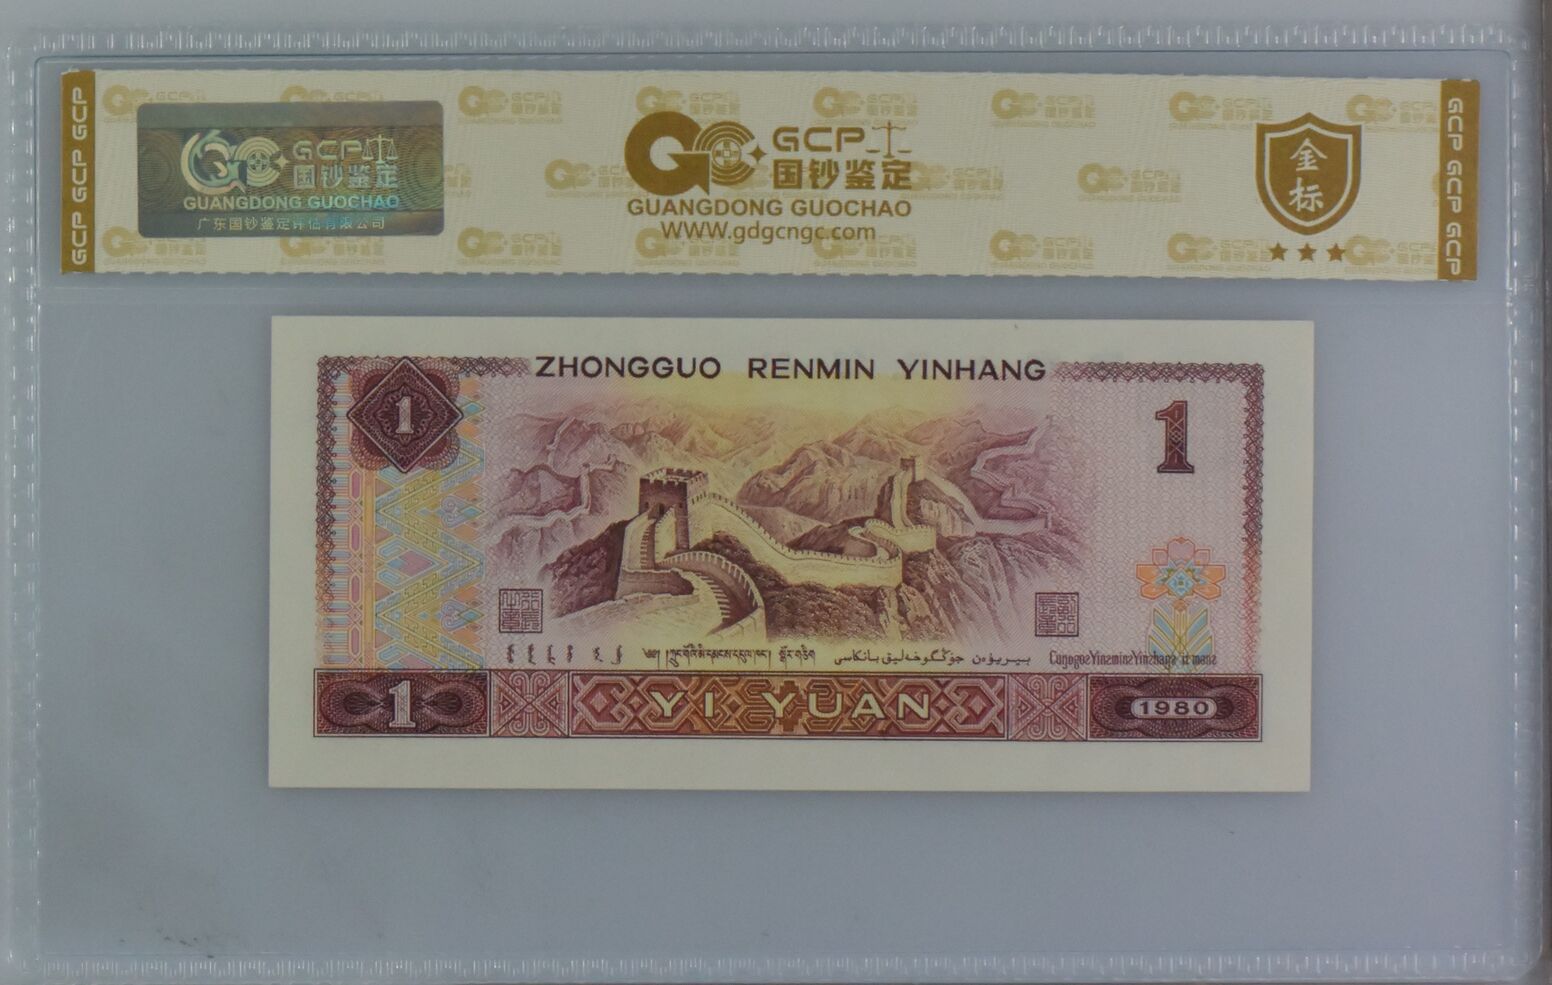 GCP GCP GCP
GCP
国钞鉴定
GUANGDONG GUOCHAO
广东国钞鉴定评估有限公司
GCP
国钞鉴定
GUANGDONG GUOCHAO
WWW.gdgcngc.com
金标
GCP GCP GCP
ZHONGGUO RENMIN YINHANG
1
1
1
YI YUAN
1980